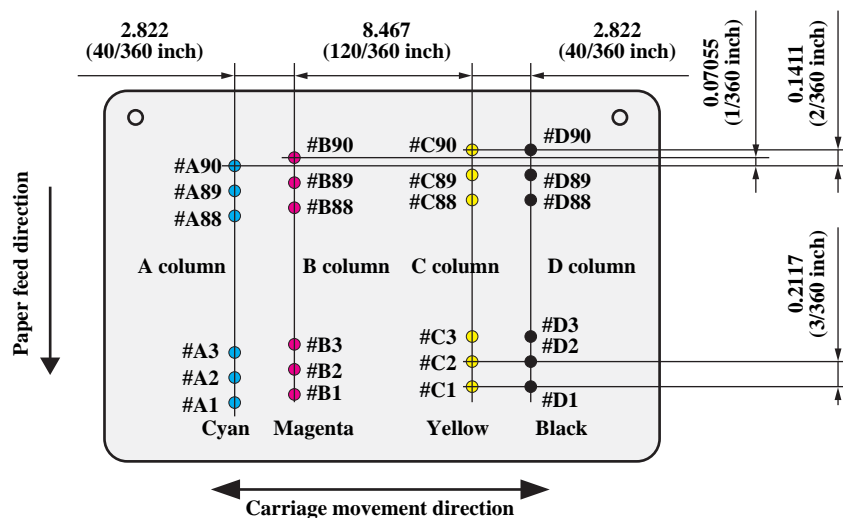 2.822
(40/360 inch)
8.467
(120/360 inch)
2.822
(40/360 inch)
0.07055
(1/360 inch)
0.1411
(2/360 inch)
#A90
#B90
#C90
#D90
#A89
#B89
#C89
#D89
#A88
#B88
#C88
#D88
Paper feed direction
A column
B column
C column
D column
0.2117
(3/360 inch)
#A3
#B3
#C3
#D3
#A2
#B2
#C2
#D2
#A1
#B1
#C1
#D1
Cyan
Magenta
Yellow
Black
Carriage movement direction